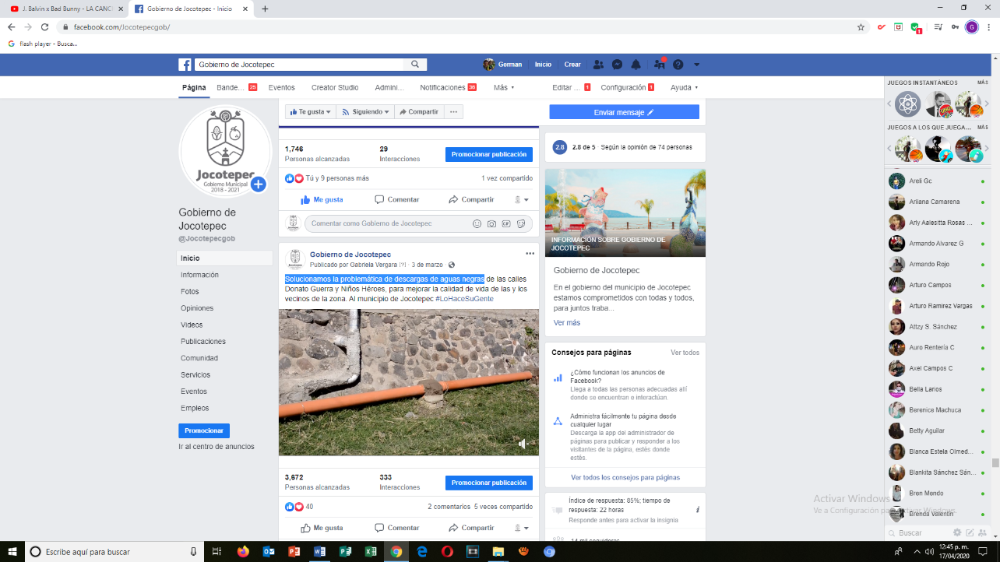 J. Balvin x Bad Bunny - LA CANCI
Gobierno de Jocotepec - Inicio
facebook.com/Jocotepecgob/
flash player - Busca...
Gobierno de Jocotepec
German
Inicio
Crear
Página
Bande... 25
Eventos
Creator Studio
Admini...
Notificaciones 36
Más
Editar ... 1
Configuración 1
Ayuda
Jocotepec
Gobierno Municipal
2018 - 2021
Gobierno de
Jocotepec
@Jocotepecgob
Inicio
Información
Fotos
Opiniones
Videos
Publicaciones
Comunidad
Servicios
Eventos
Empleos
Promocionar
Ir al centro de anuncios
Te gusta
Siguiendo
Compartir
...
1,746
Personas alcanzadas
29
Interacciones
Promocionar publicación
Tú y 9 personas más
1 vez compartido
Me gusta
Comentar
Compartir
Comentar como Gobierno de Jocotepec
GIF
Gobierno de Jocotepec
Publicado por Gabriela Vergara [?] · 3 de marzo ·
Solucionamos la problemática de descargas de aguas negras de las calles
Donato Guerra y Niños Héroes, para mejorar la calidad de vida de las y los
vecinos de la zona. Al municipio de Jocotepec #LoHaceSuGente
3,672
Personas alcanzadas
333
Interacciones
Promocionar publicación
40
2 comentarios 5 veces compartido
Me gusta
Comentar
Compartir
Enviar mensaje
2.8
2.8 de 5 · Según la opinión de 74 personas
INFORMACIÓN SOBRE GOBIERNO DE
JOCOTEPEC
Gobierno de Jocotepec
En el gobierno del municipio de Jocotepec
estamos comprometidos con todas y todos,
para juntos traba...
Ver más
Consejos para páginas
Ver todos
¿Cómo funcionan los anuncios de
Facebook?
Llega a todas las personas adecuadas allí
donde se encuentran e interactúan.
Administra fácilmente tu página desde
cualquier lugar
Descarga la app del administrador de
páginas para publicar y responder a los
visitantes de la página, estés donde
estés.
Ver todos los consejos para páginas
Índice de respuesta: 85%; tiempo de
respuesta: 22 horas
Responde antes para activar la insignia
14 mil seguidores
JUEGOS INSTANTÁNEOS
MÁS
JUEGOS A LOS QUE JUEGA...
MÁS
Areli Gc
Ariana Camarena
Arly Aalesitta Rosas ...
Armando Alvarez G
Armando Rojo
Arturo Campos
Arturo Ramirez Vargas
Attzy S. Sánchez
Auro Rentería C
Axel Campos C
Bella Larios
Berenice Machuca
Betty Aguilar
Blanca Estela Olmed...
Blankita Sánchez Sán...
Bren Mendo
Brenda Valentin
Activar Windows
Ve a Configuración para activar Windows.
Buscar
Escribe aquí para buscar
12:45 p. m.
17/04/2020